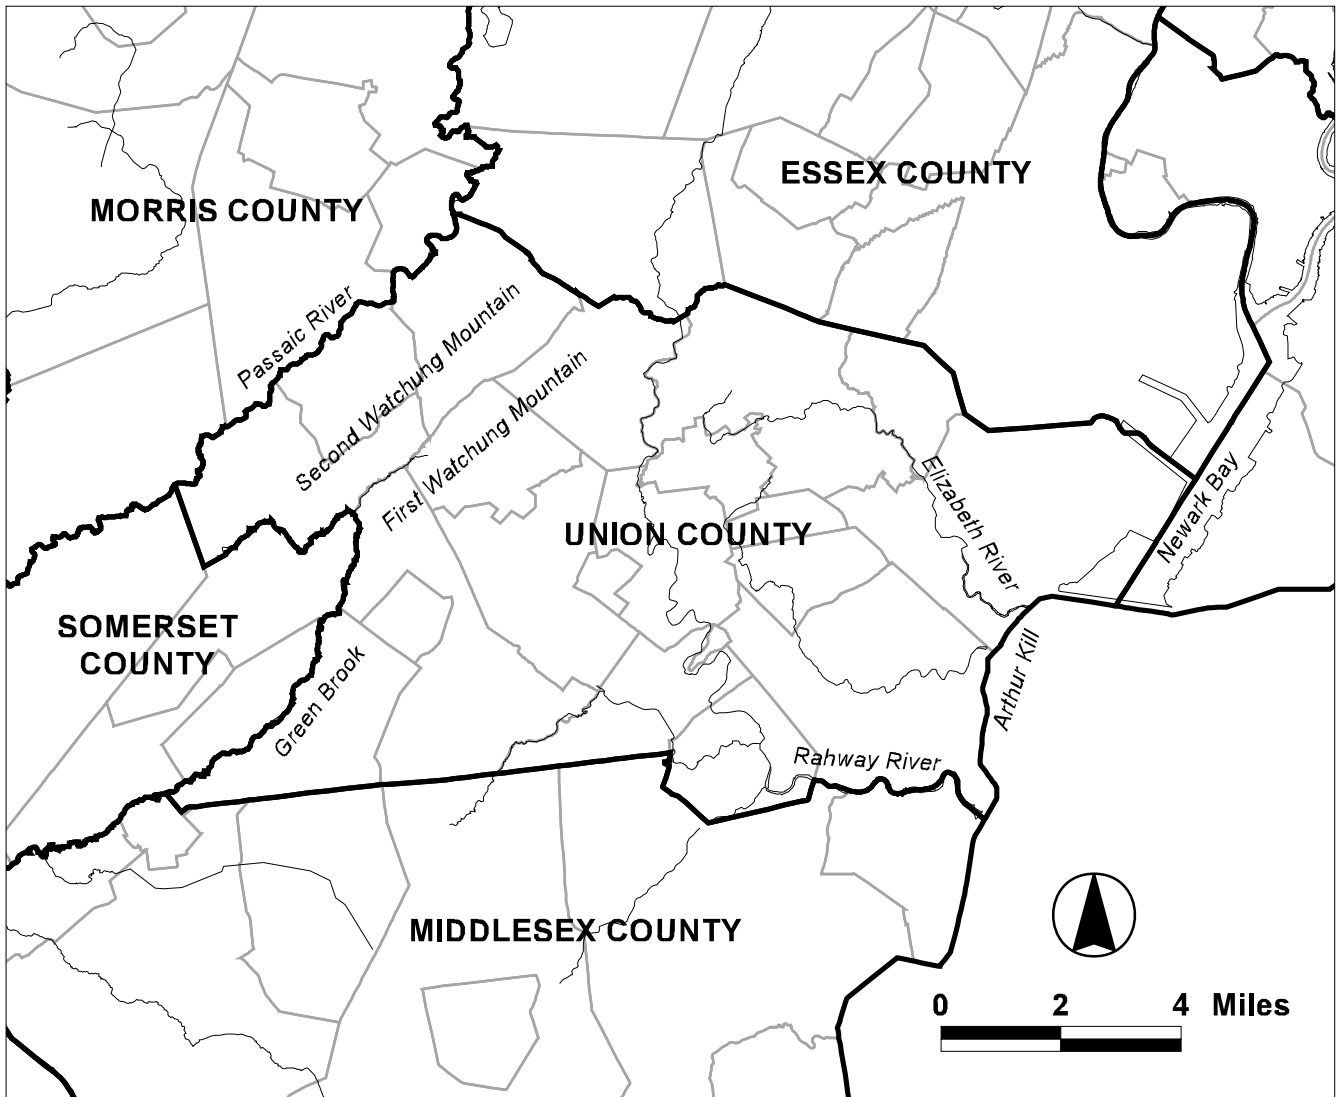 ESSEX COUNTY
MORRIS COUNTY
Passaic River
Second Watchung Mountain
First Watchung Mountain
Elizabeth River
Newark Bay
UNION COUNTY
SOMERSET
COUNTY
Green Brook
Arthur Kill
Rahway River
MIDDLESEX COUNTY
0 2 4 Miles